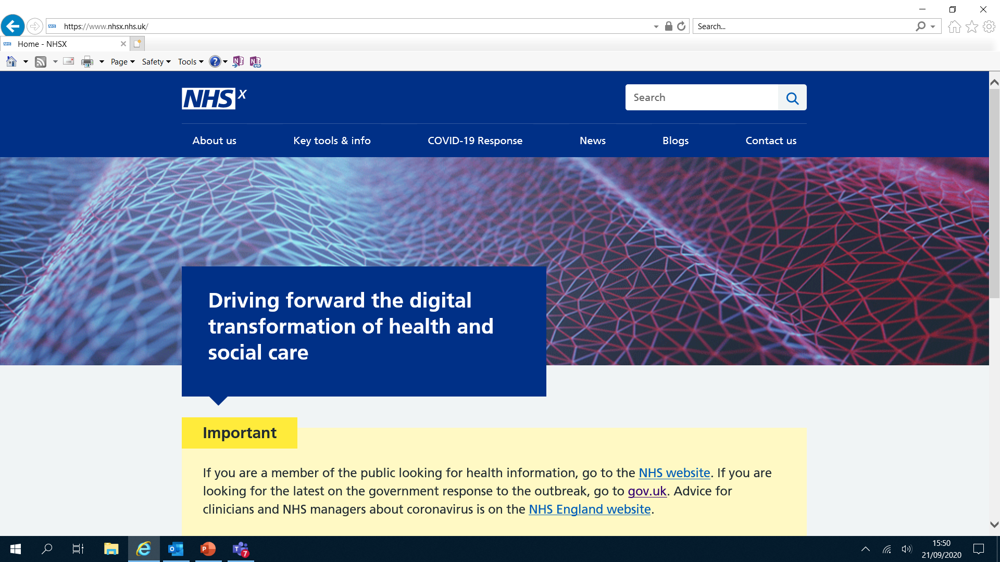 https://www.nhsx.nhs.uk/
Search...
Home - NHSX
Page
Safety
Tools
NHS X
Search
About us
Key tools & info
COVID-19 Response
News
Blogs
Contact us
Driving forward the digital
transformation of health and
social care
Important
If you are a member of the public looking for health information, go to the NHS website. If you are
looking for the latest on the government response to the outbreak, go to gov.uk. Advice for
clinicians and NHS managers about coronavirus is on the NHS England website.
7
15:50
21/09/2020